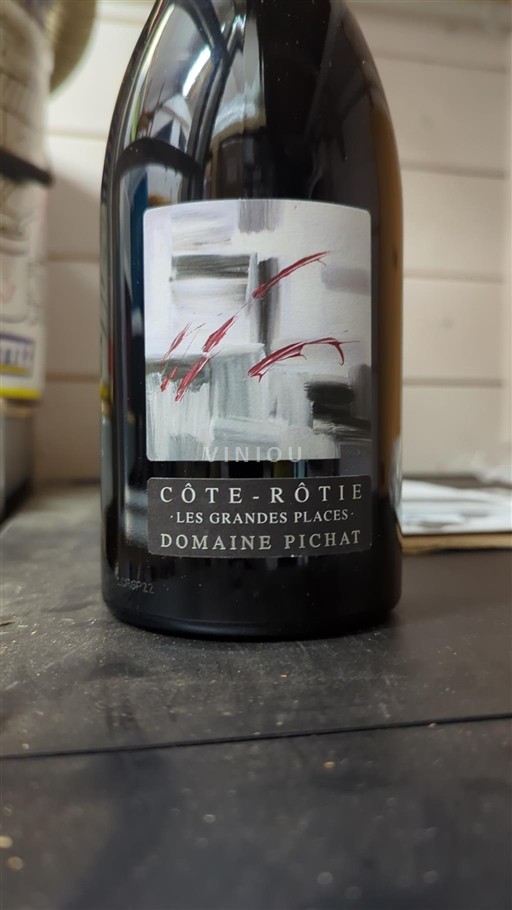 VINIOU
CÔTE-RÔTIE
·LES GRANDES PLACES·
DOMAINE PICHAT